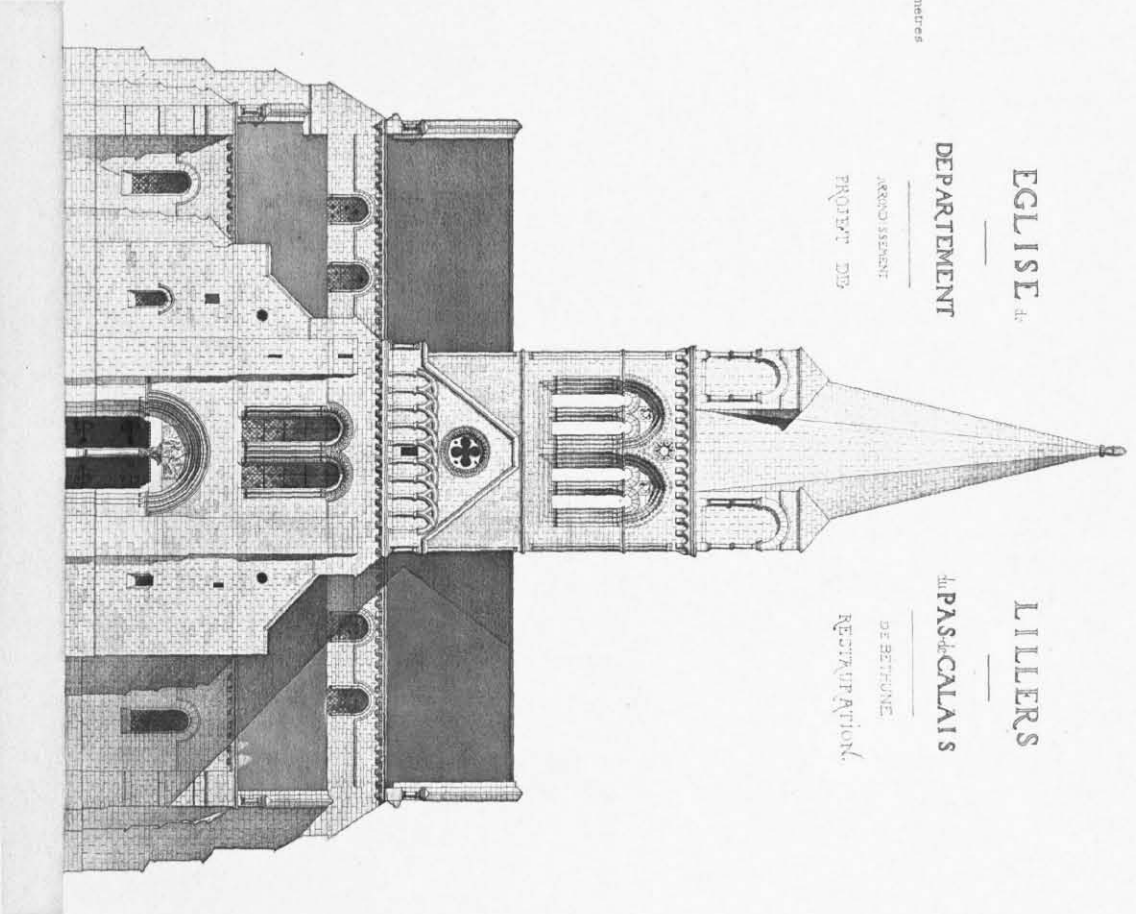 EGLISE de LILLERS
DEPARTEMENT du PAS-de-CALAIS
ARRONDISSEMENT DE BETHUNE
PROJET DE RESTAURATION.
metres